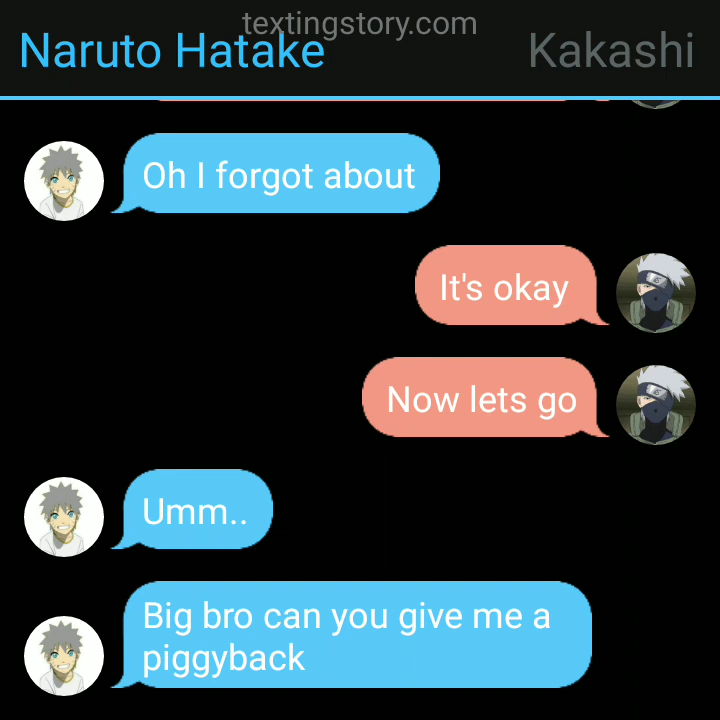 textingstory.com
Naruto Hatake
Kakashi
Oh I forgot about
It's okay
Now lets go
Umm..
Big bro can you give me a
piggyback